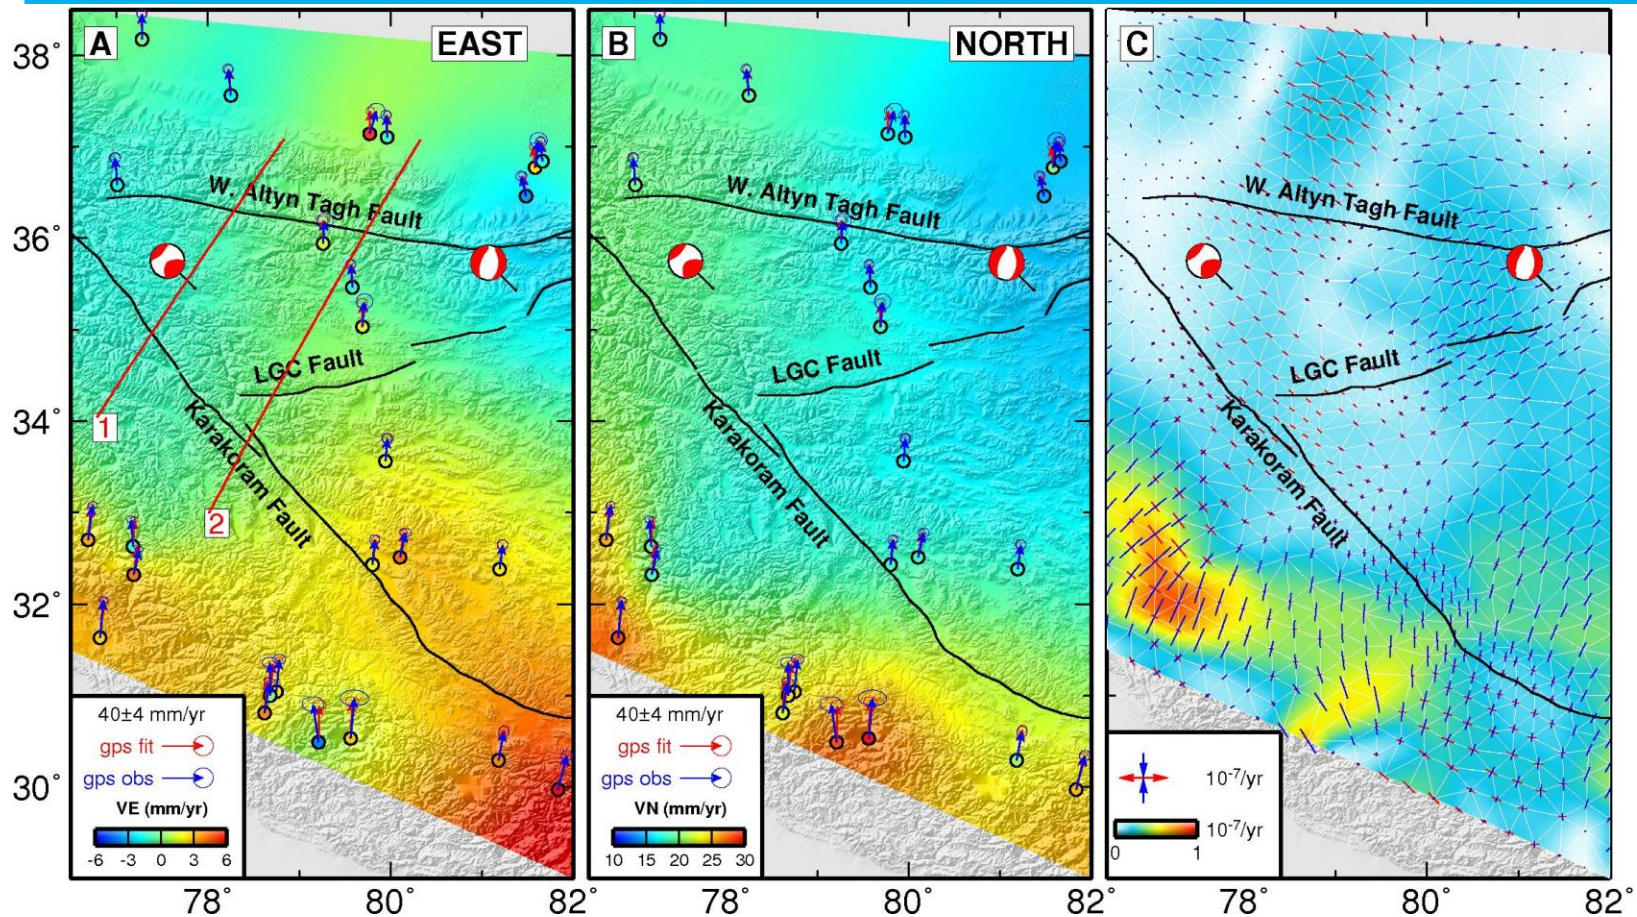 A
EAST
B
NORTH
C
38°
36°
34°
32°
30°
W. Altyn Tagh Fault
LGC Fault
Karakoram Fault
1
2
40±4 mm/yr
gps fit
gps obs
VE (mm/yr)
-6 -3 0 3 6
78° 80° 82°
W. Altyn Tagh Fault
LGC Fault
Karakoram Fault
40±4 mm/yr
gps fit
gps obs
VN (mm/yr)
10 15 20 25 30
78° 80° 82°
W. Altyn Tagh Fault
LGC Fault
Karakoram Fault
10⁻⁷/yr
10⁻⁷/yr
0 1
78° 80° 82°